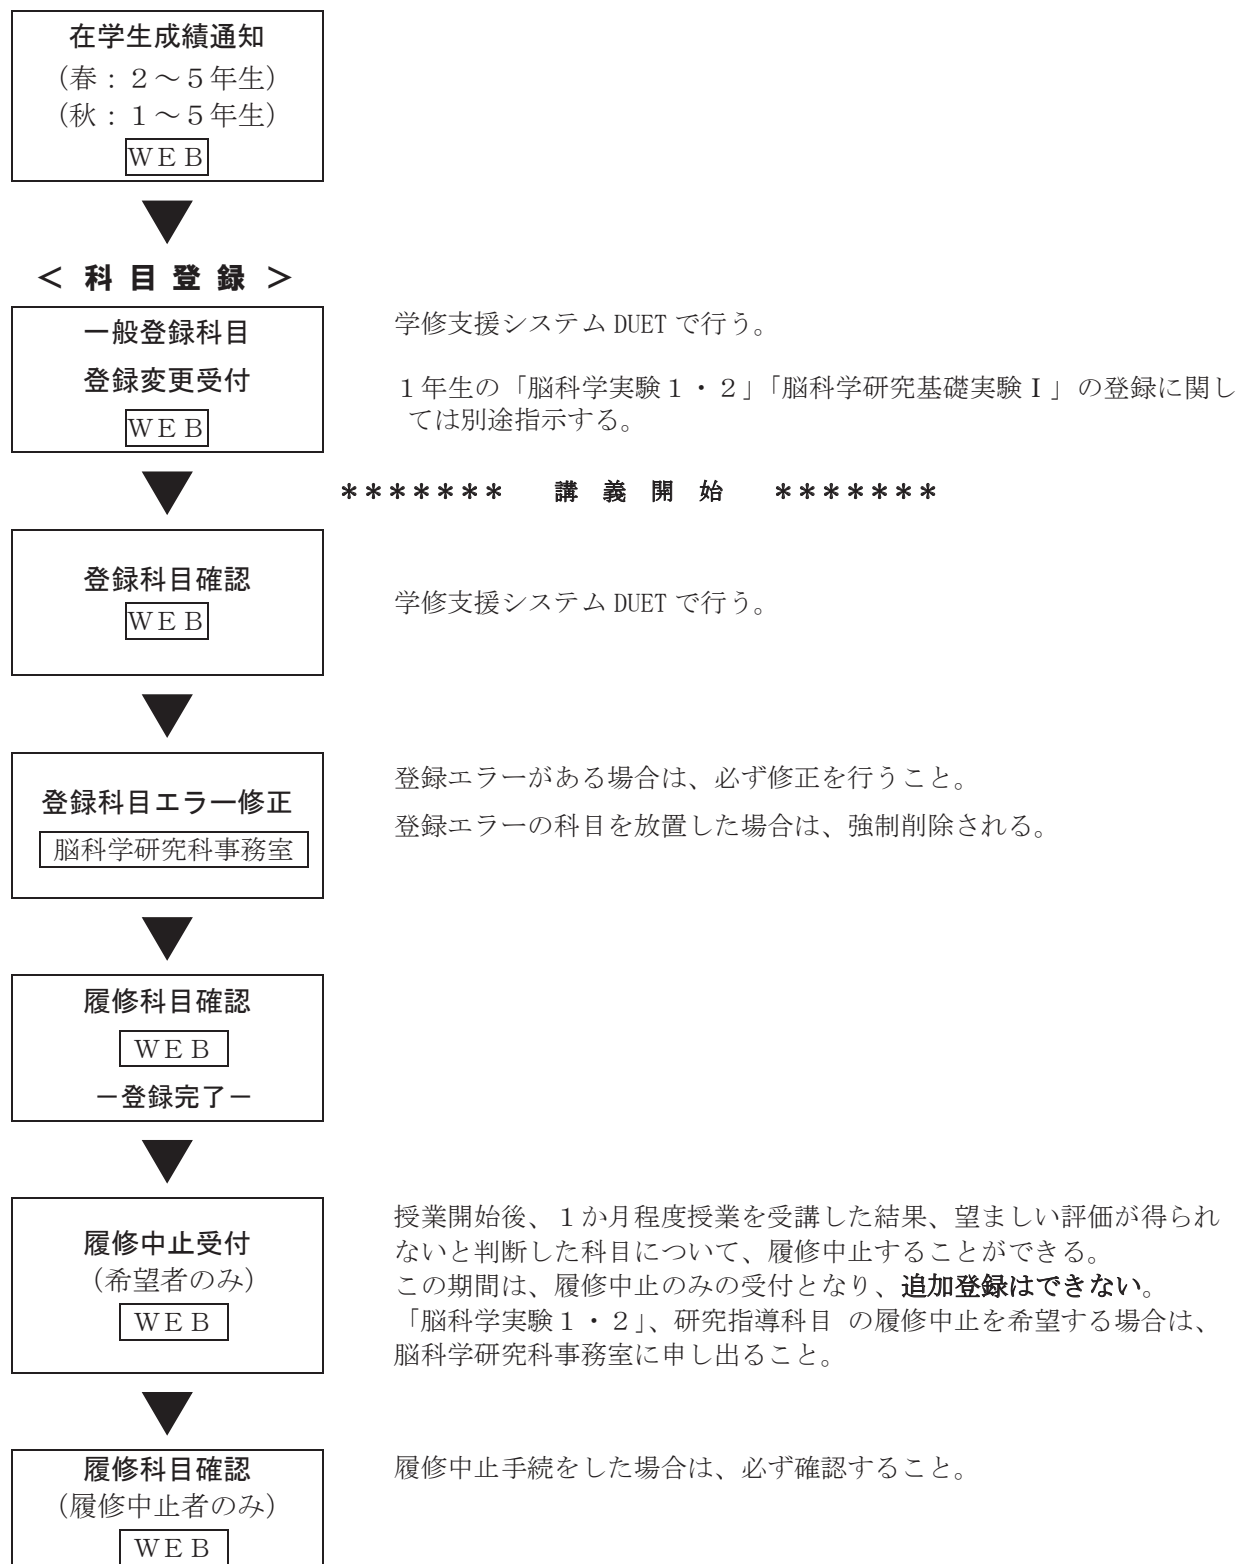 在学生成績通知
(春:2~5年生)
(秋:1~5年生)
WEB
<科目登録>
一般登録科目
登録変更受付
WEB
学修支援システム DUET で行う。
1年生の「脳科学実験1・2」「脳科学研究基礎実験Ⅰ」の登録に関し
ては別途指示する。
******* 講義開始 *******
登録科目確認
WEB
学修支援システム DUET で行う。
登録科目エラー修正
脳科学研究科事務室
登録エラーがある場合は、必ず修正を行うこと。
登録エラーの科目を放置した場合は、強制削除される。
履修科目確認
WEB
-登録完了-
履修中止受付
(希望者のみ)
WEB
授業開始後、1か月程度授業を受講した結果、望ましい評価が得られ
ないと判断した科目について、履修中止することができる。
この期間は、履修中止のみの受付となり、追加登録はできない。
「脳科学実験1・2」、研究指導科目 の履修中止を希望する場合は、
脳科学研究科事務室に申し出ること。
履修科目確認
(履修中止者のみ)
WEB
履修中止手続をした場合は、必ず確認すること。